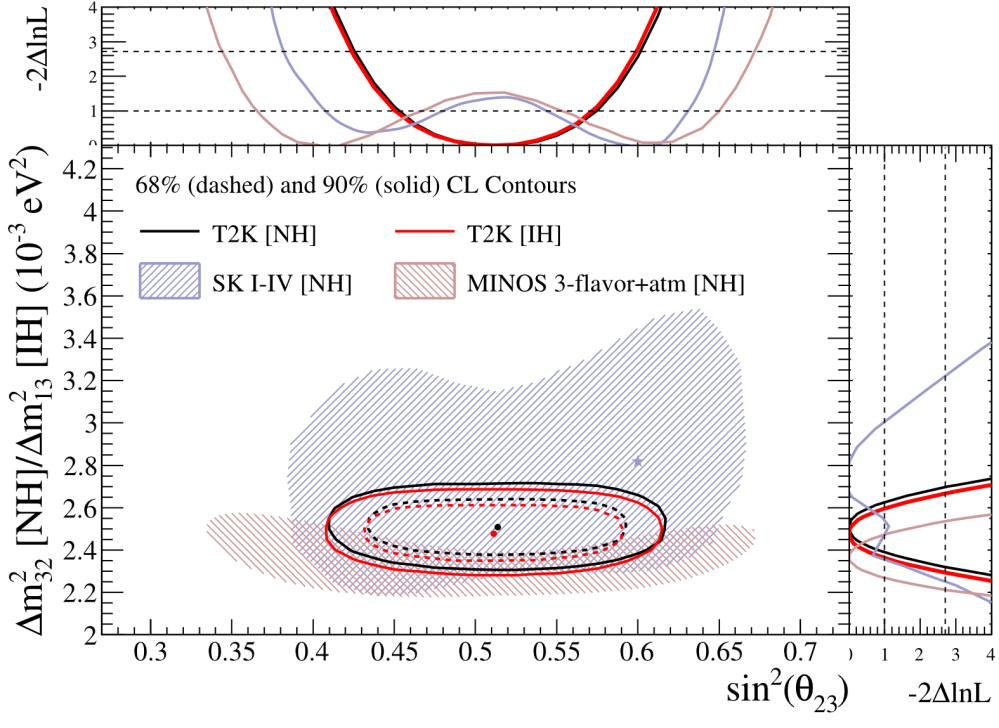 -2ΔlnL
4
3
2
1
0
68% (dashed) and 90% (solid) CL Contours
T2K [NH] T2K [IH]
SK I-IV [NH] MINOS 3-flavor+atm [NH]
Δm²₃₂ [NH]/Δm²₁₃ [IH] (10⁻³ eV²)
4.2
4
3.8
3.6
3.4
3.2
3
2.8
2.6
2.4
2.2
2
0.3 0.35 0.4 0.45 0.5 0.55 0.6 0.65 0.7
sin²(θ₂₃)
0 1 2 3 4
-2ΔlnL